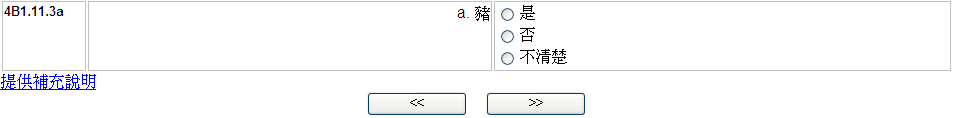 4B1.11.3a
a. 豬
是
否
不清楚
提供補充說明
<< >>